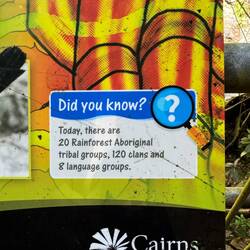 Did you know?
?
Today, there are
20 Rainforest Aboriginal
tribal groups, 120 clans and
8 language groups.
Cairns